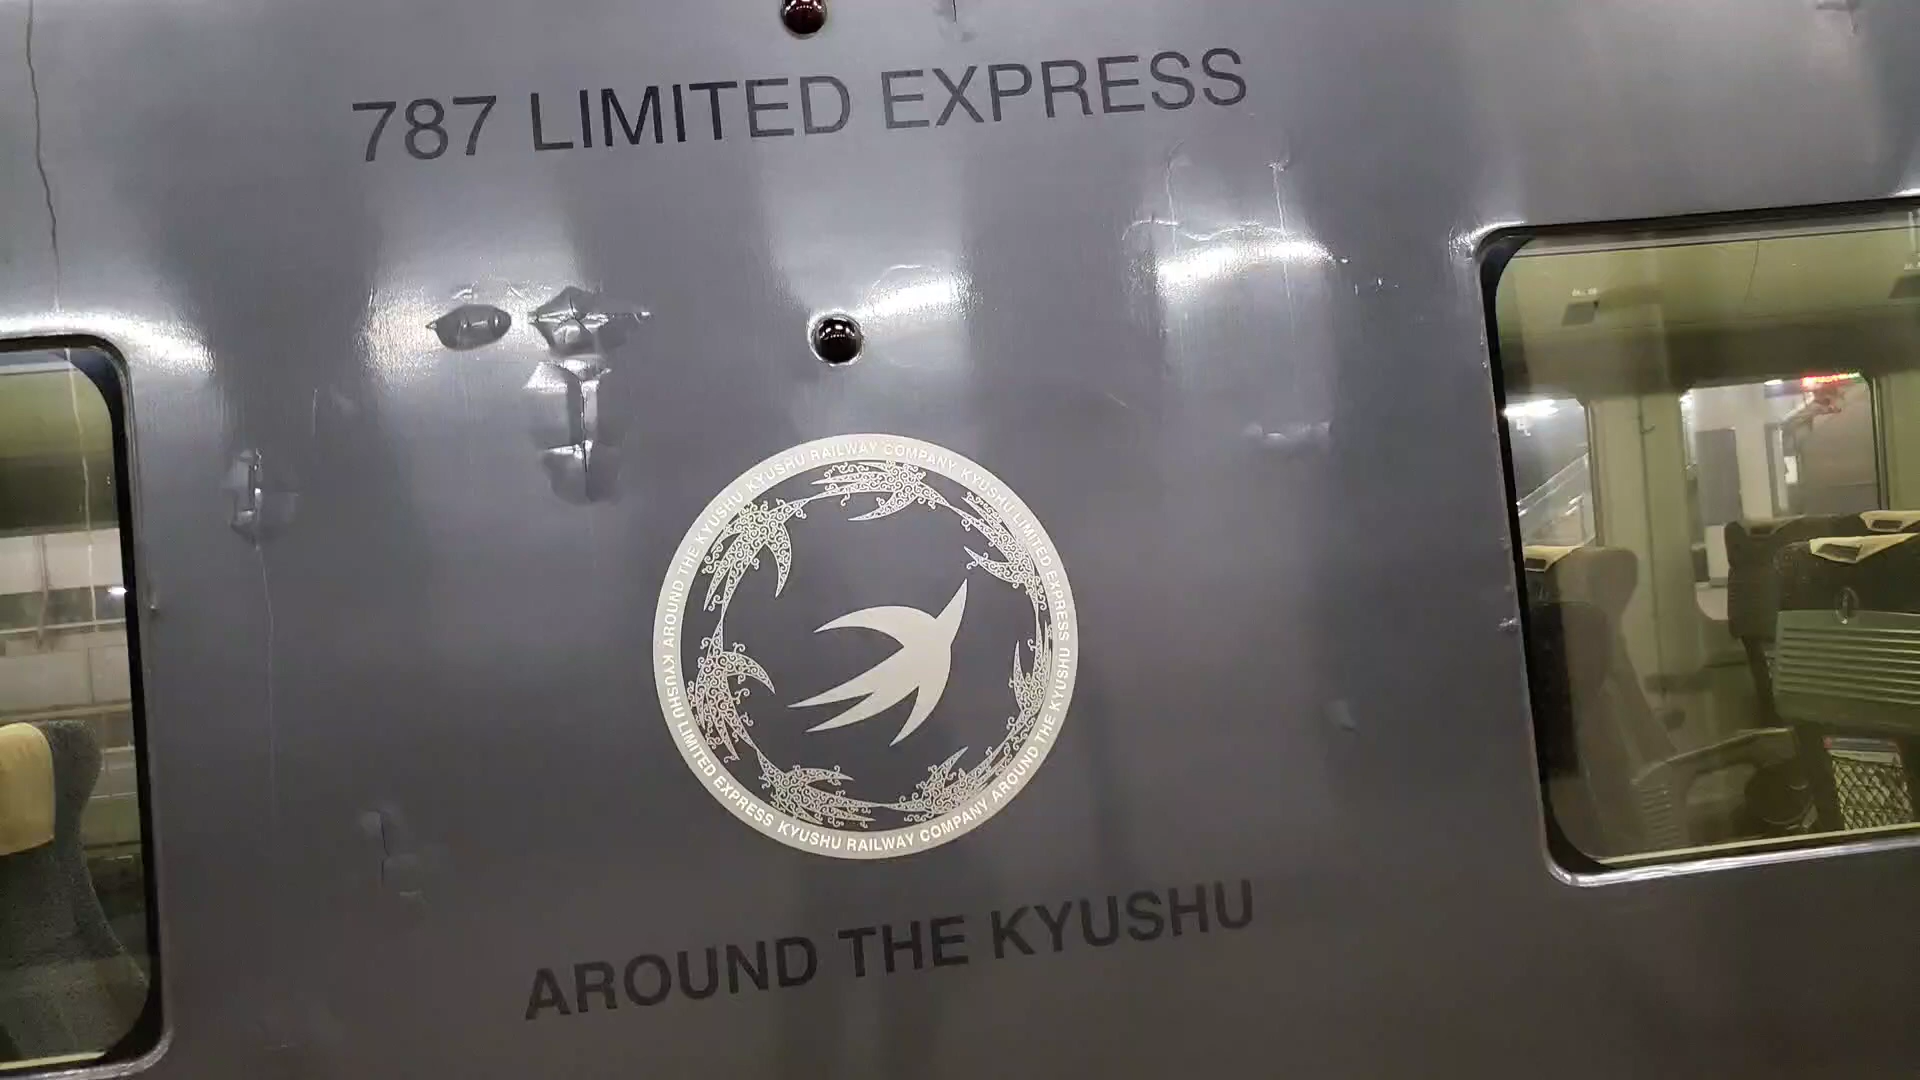 787 LIMITED EXPRESS
KYUSHU RAILWAY COMPANY KYUSHU LIMITED EXPRESS AROUND THE KYUSHU KYUSHU RAILWAY COMPANY KYUSHU LIMITED EXPRESS AROUND THE KYUSHU
AROUND THE KYUSHU